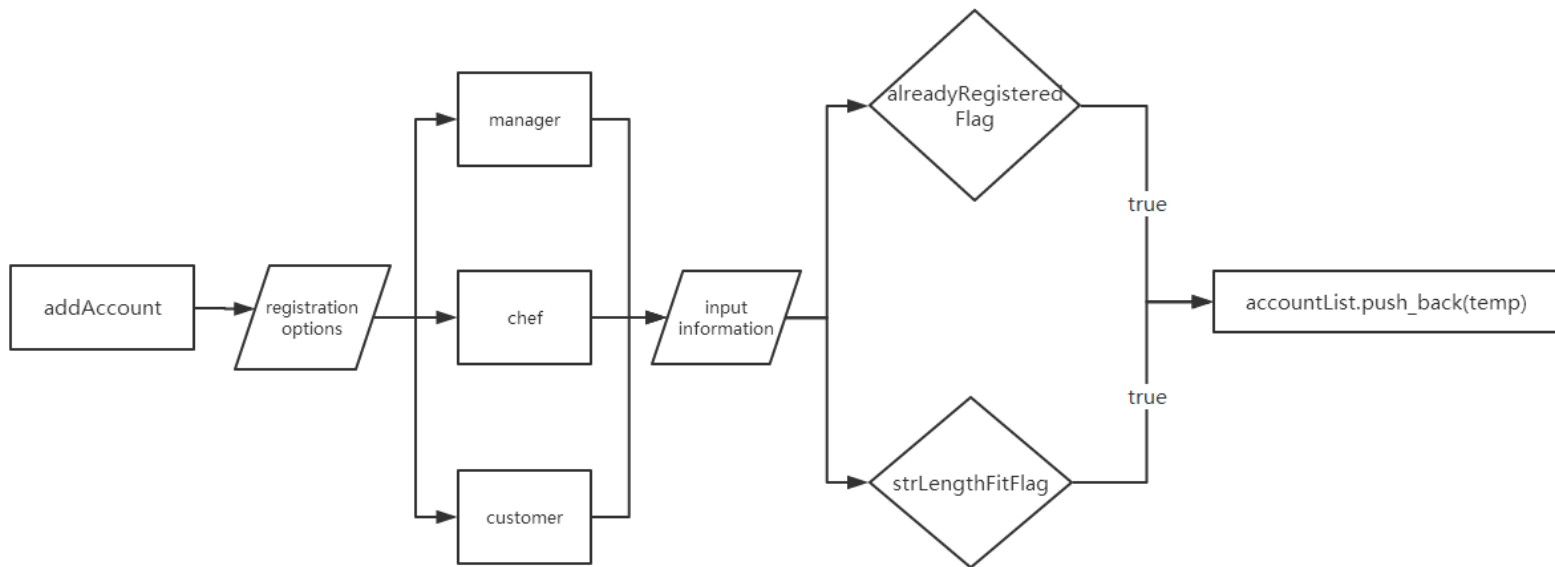 addAccount
registration
options
manager
chef
customer
input
information
alreadyRegistered
Flag
strLengthFitFlag
true
true
accountList.push_back(temp)